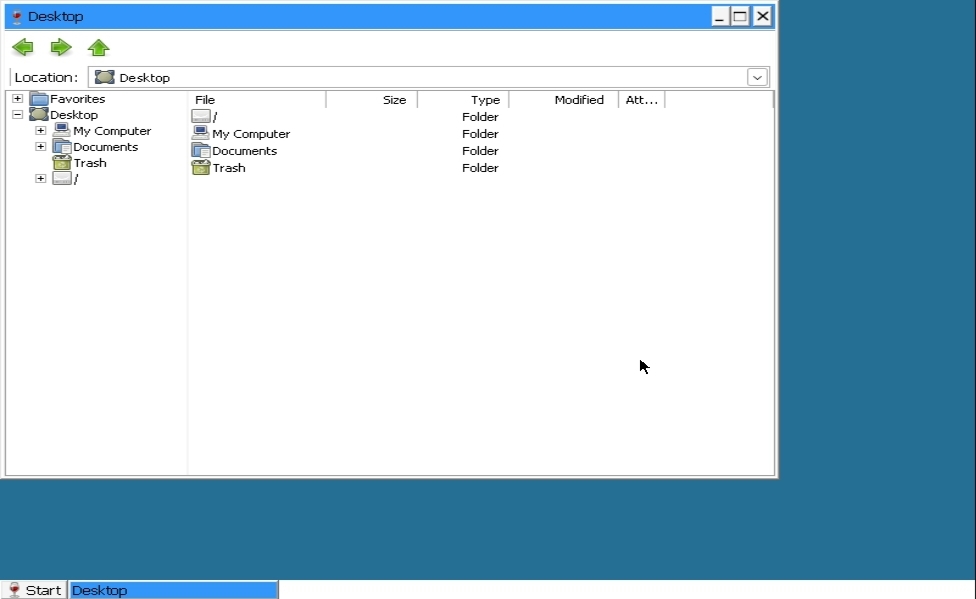 Desktop
Location: Desktop
Favorites
Desktop
My Computer
Documents
Trash
/
File Size Type Modified Att...
/ Folder
My Computer Folder
Documents Folder
Trash Folder
Start Desktop